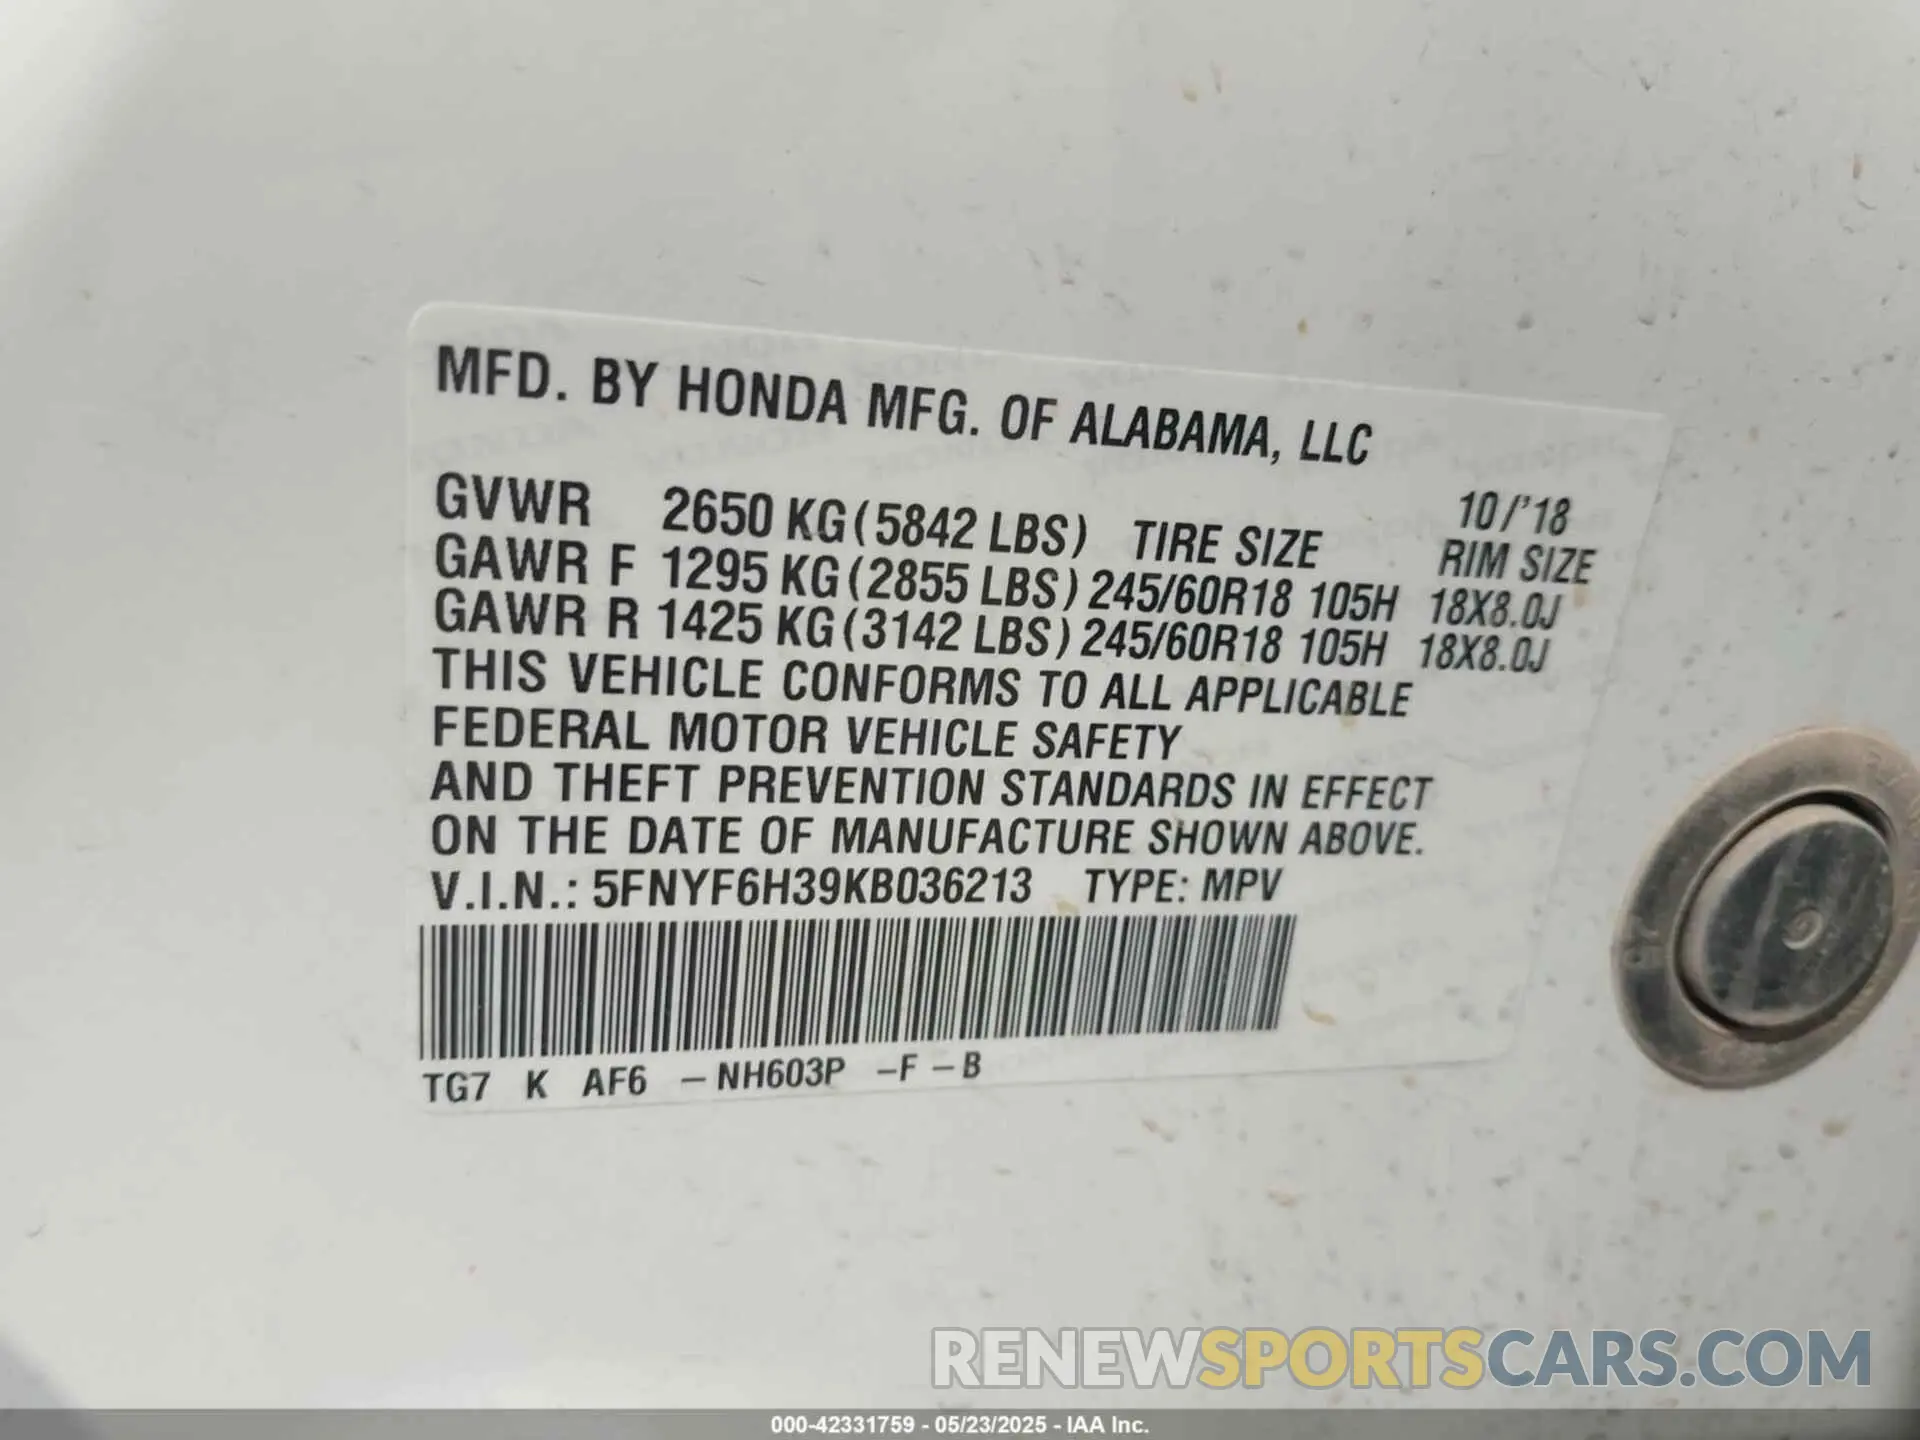 MFD. BY HONDA MFG. OF ALABAMA, LLC
10/'18
GVWR 2650 KG (5842 LBS) TIRE SIZE RIM SIZE
GAWR F 1295 KG (2855 LBS) 245/60R18 105H 18X8.0J
GAWR R 1425 KG (3142 LBS) 245/60R18 105H 18X8.0J
THIS VEHICLE CONFORMS TO ALL APPLICABLE
FEDERAL MOTOR VEHICLE SAFETY
AND THEFT PREVENTION STANDARDS IN EFFECT
ON THE DATE OF MANUFACTURE SHOWN ABOVE.
V.I.N.: 5FNYF6H39KB036213 TYPE: MPV
TG7 K AF6 – NH603P –F – B
RENEWSPORTSCARS.COM
000-42331759 - 05/23/2025 - IAA Inc.